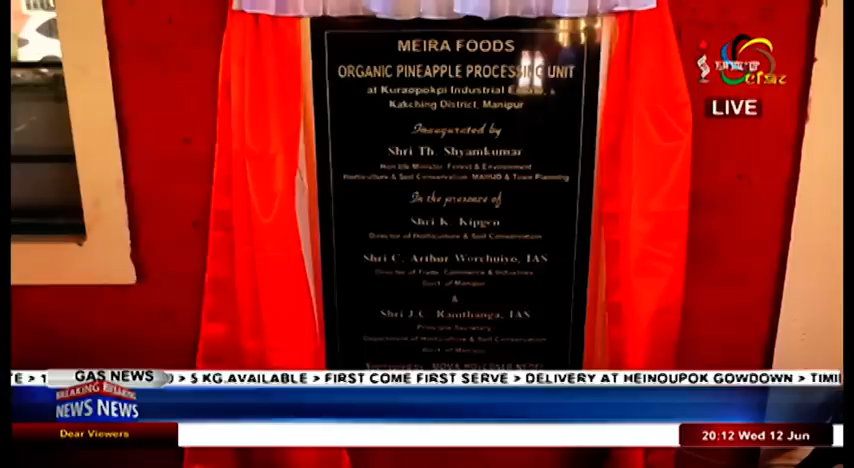 MEIRA FOODS
ORGANIC PINEAPPLE PROCESSING UNIT
at Kuraopokpi Industrial Estate, &
Kakching District, Manipur
Inaugurated by
Shri Th. Shyamkumar
Hon'ble Minister, Forest & Environment
Horticulture & Soil Conservation, MAHUD & Town Planning
In the presence of
Shri K. Kipgen
Director of Horticulture & Soil Conservation
Shri C. Arthur Worchuiyo, IAS
Director of Trade, Commerce & Industries
Govt. of Manipur
&
Shri J.C. Ramthanga, IAS
Principle Secretary
Department of Horticulture & Soil Conservation
Govt. of Manipur
Sponsored by
LIVE
GAS NEWS
> 5 KG.AVAILABLE > FIRST COME FIRST SERVE > DELIVERY AT HEINOUPOK GOWDOWN >
BREAKING
NEWS NEWS
Dear Viewers
20:12 Wed 12 Jun